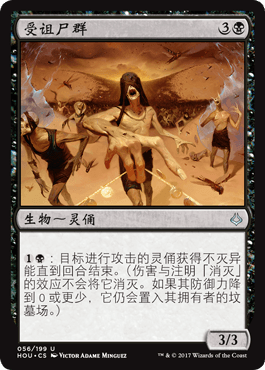 受诅尸群 3
生物～灵俑
1：目标进行攻击的灵俑获得不灭异
能直到回合结束。（伤害与注明「消灭」
的效应不会将它消灭。如果其防御力降
到 0 或更少，它仍会置入其拥有者的坟
墓场。）
3/3
056/199 U
HOU • CS VICTOR ADAME MINGUEZ
™ & © 2017 Wizards of the Coast